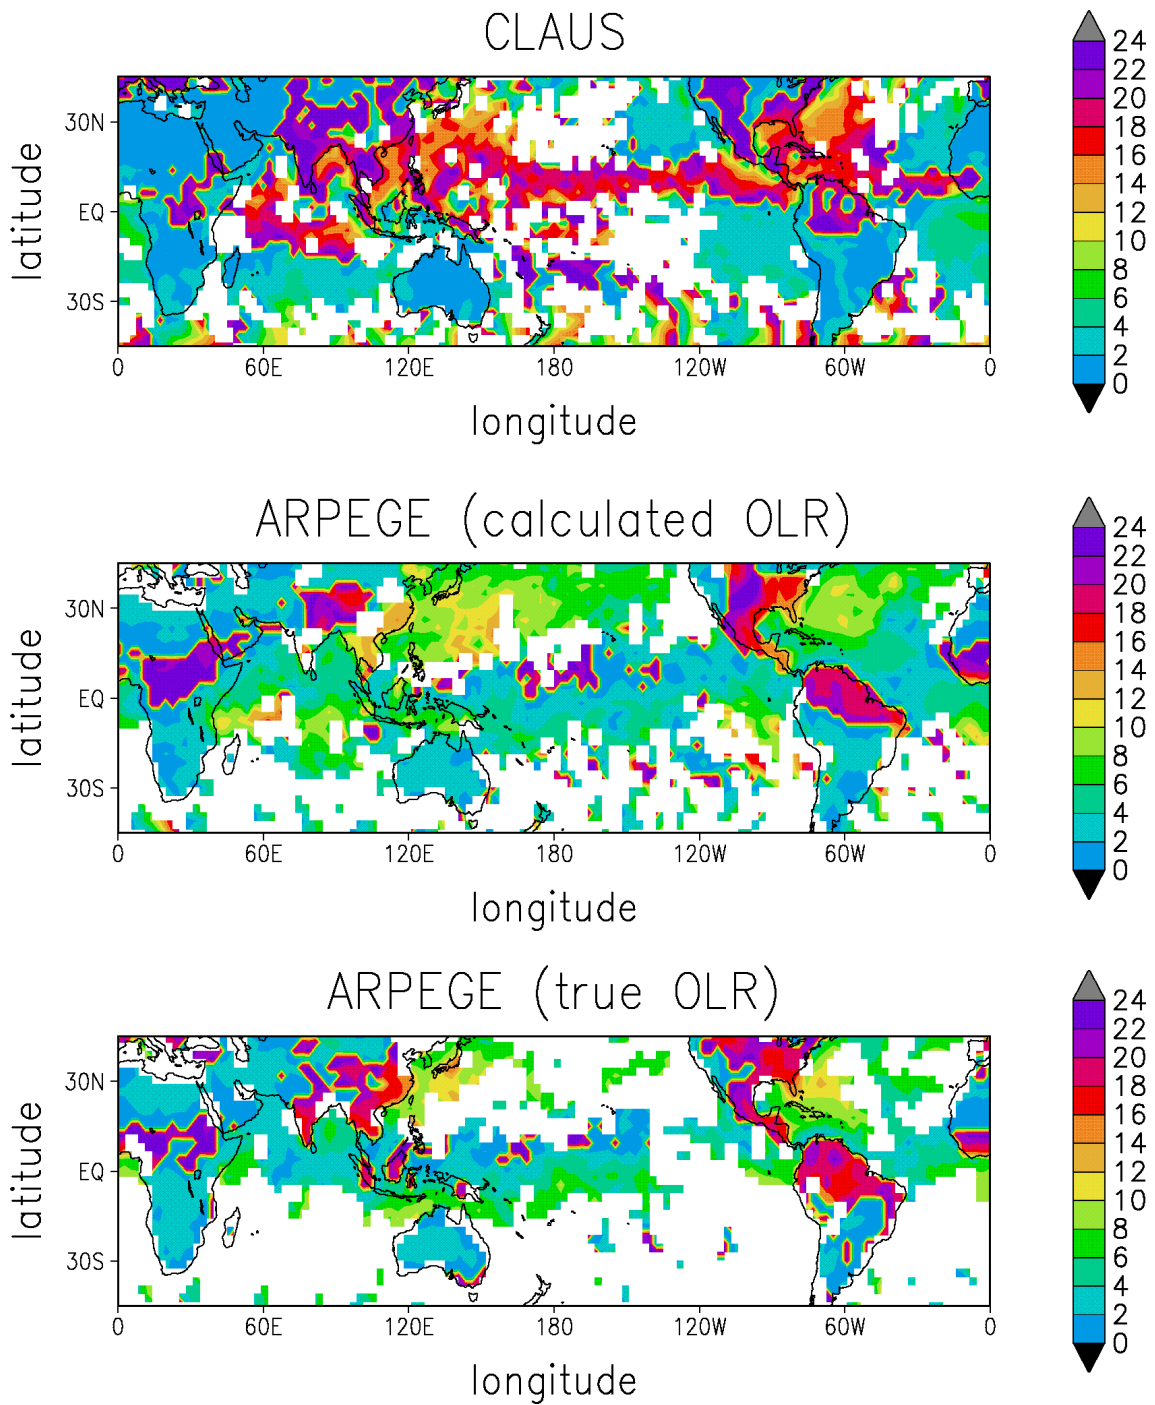 CLAUS
latitude
30N
EQ
30S
0 60E 120E 180 120W 60W 0
longitude
24
22
20
18
16
14
12
10
8
6
4
2
0
ARPEGE (calculated OLR)
latitude
30N
EQ
30S
0 60E 120E 180 120W 60W 0
longitude
24
22
20
18
16
14
12
10
8
6
4
2
0
ARPEGE (true OLR)
latitude
30N
EQ
30S
0 60E 120E 180 120W 60W 0
longitude
24
22
20
18
16
14
12
10
8
6
4
2
0